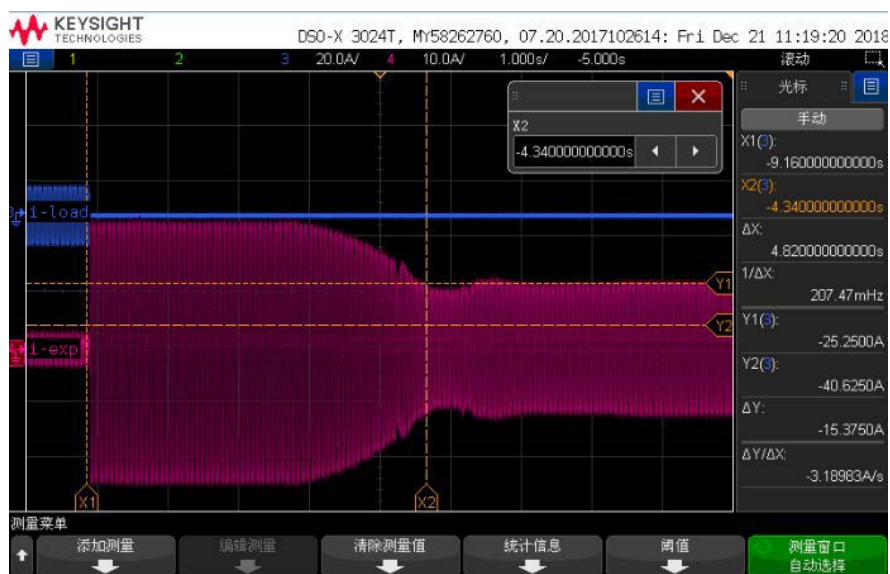 KEYSIGHT
TECHNOLOGIES
DSO-X 3024T, MY58262760, 07.20.2017102614: Fri Dec 21 11:19:20 2018
1 2 3 20.0A/ 4 10.0A/ 1.000s/ -5.000s 滚动
光标
手动
X1(3):
-9.160000000000s
X2(3):
-4.340000000000s
ΔX:
4.820000000000s
1/ΔX:
207.47mHz
Y1(3):
-25.2500A
Y2(3):
-40.6250A
ΔY:
-15.3750A
ΔY/ΔX:
-3.18983A/s
X2
-4.340000000000s
i-load
Y1
Y2
i-exp
X1
X2
测量菜单
添加测量
编辑测量
清除测量值
统计信息
阈值
测量窗口
自动选择